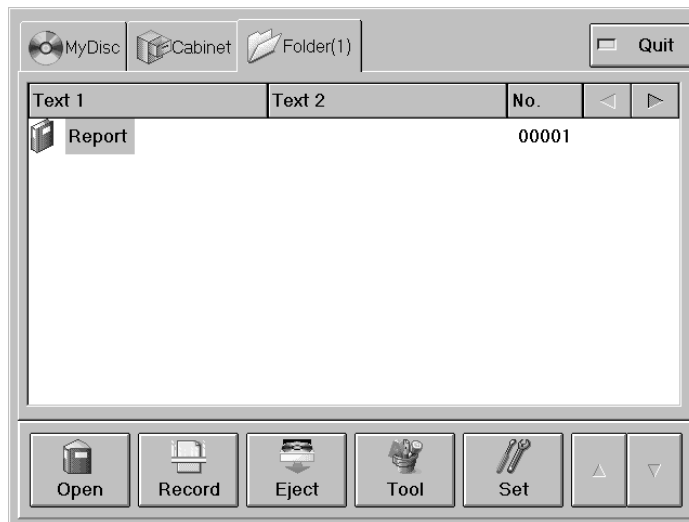 MyDisc Cabinet Folder(1) Quit
Text 1 Text 2 No.
Report 00001
Open Record Eject Tool Set